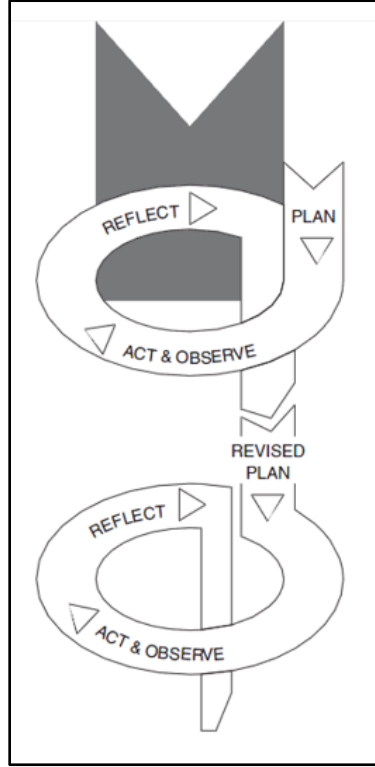 REFLECT
PLAN
ACT & OBSERVE
REVISED
PLAN
REFLECT
ACT & OBSERVE